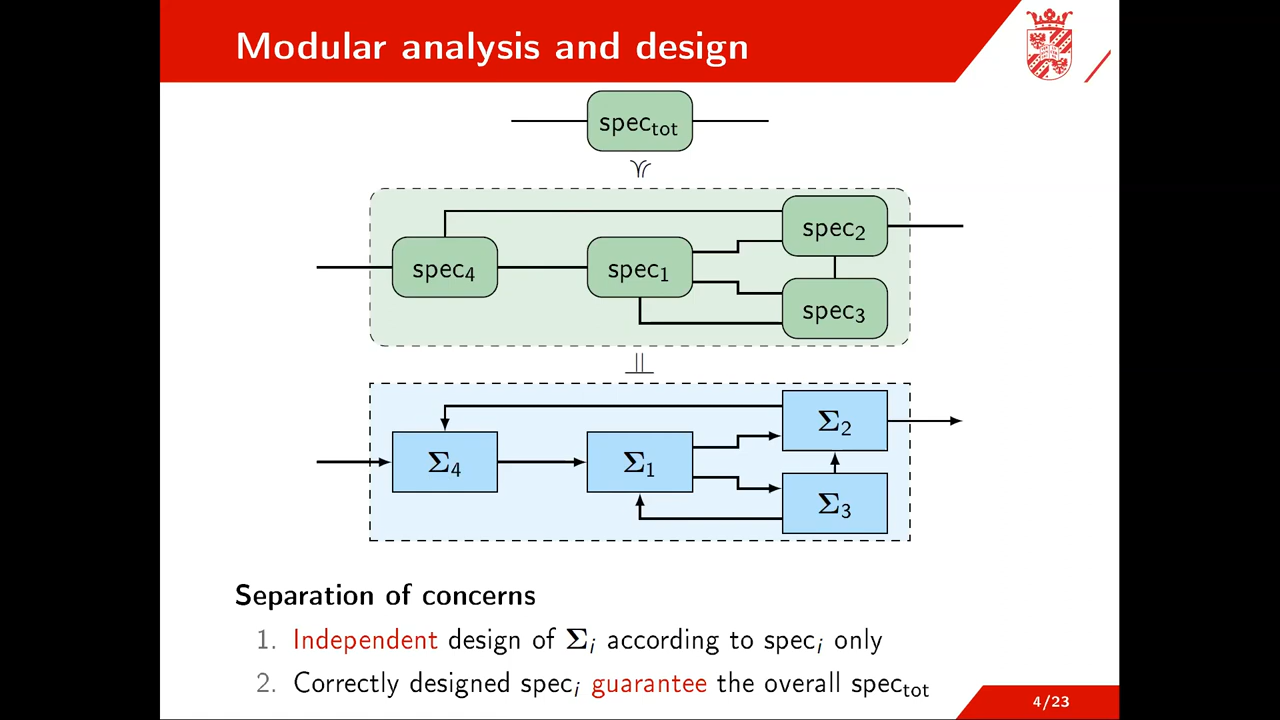 Modular analysis and design
spec_tot
spec_2
spec_4
spec_1
spec_3
Σ_2
Σ_4
Σ_1
Σ_3
Separation of concerns
1. Independent design of Σ_i according to spec_i only
2. Correctly designed spec_i guarantee the overall spec_tot
4/23